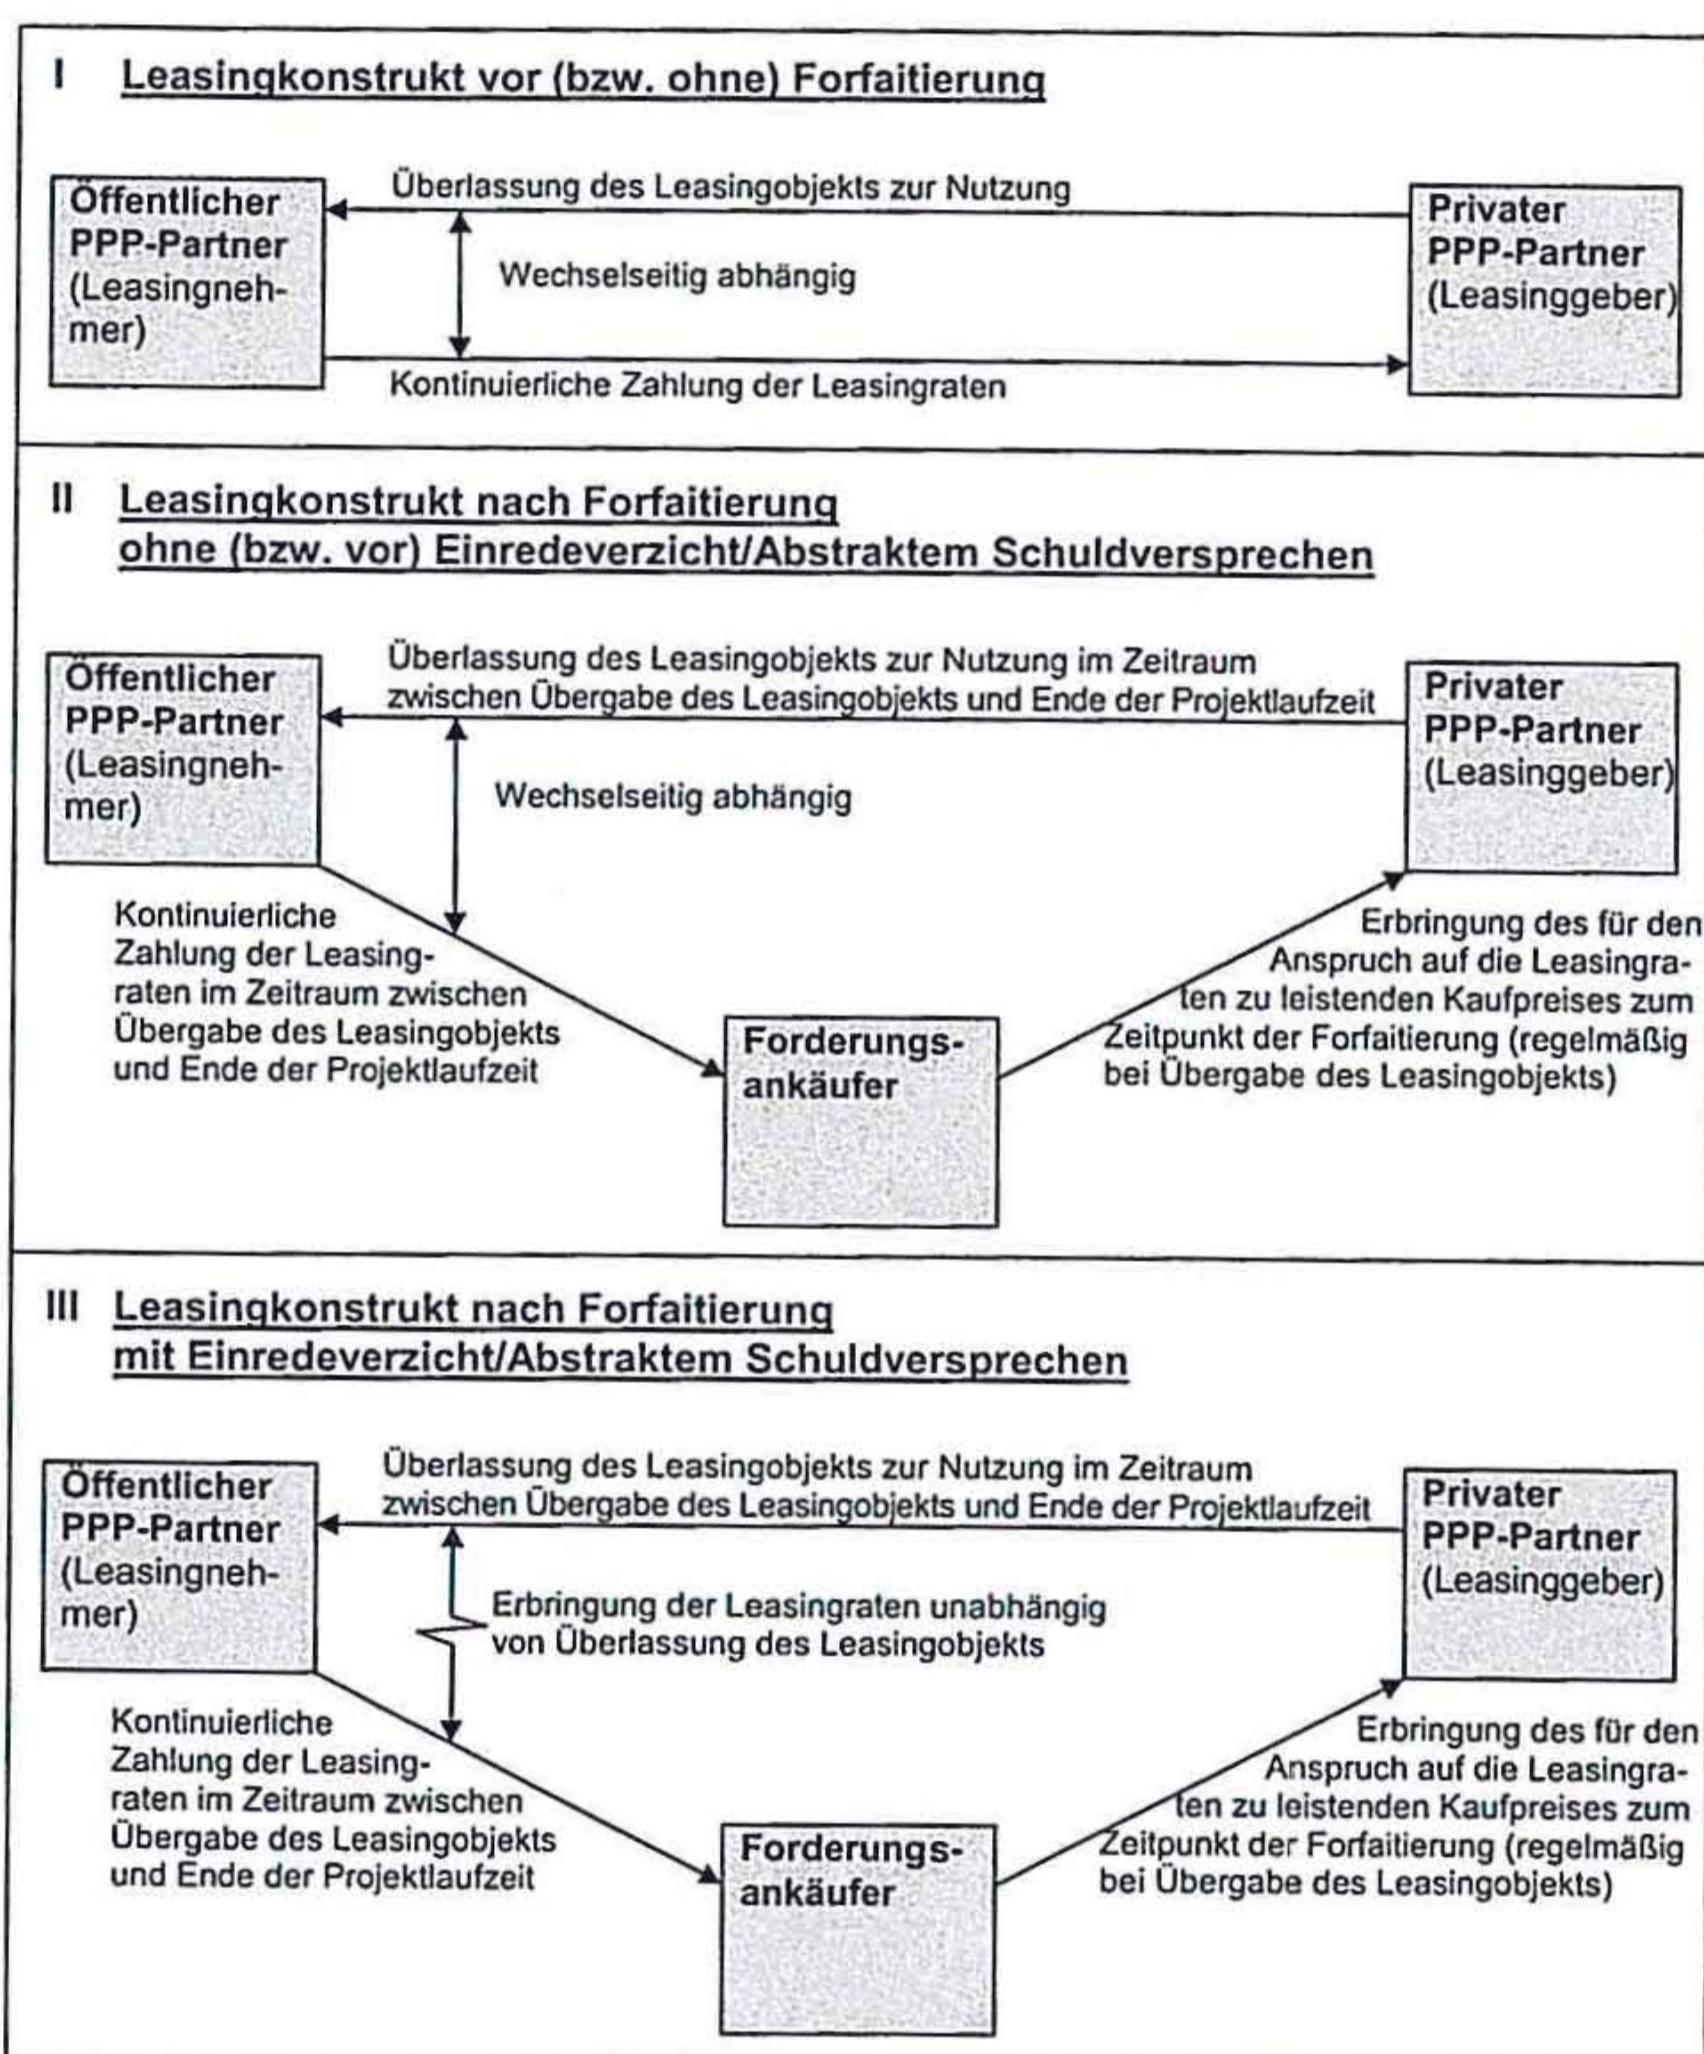 I Leasingkonstrukt vor (bzw. ohne) Forfaitierung
Öffentlicher
PPP-Partner
(Leasingneh-
mer)
Überlassung des Leasingobjekts zur Nutzung
Wechselseitig abhängig
Kontinuierliche Zahlung der Leasingraten
Privater
PPP-Partner
(Leasinggeber)
II Leasingkonstrukt nach Forfaitierung
ohne (bzw. vor) Einredeverzicht/Abstraktem Schuldversprechen
Öffentlicher
PPP-Partner
(Leasingneh-
mer)
Überlassung des Leasingobjekts zur Nutzung im Zeitraum
zwischen Übergabe des Leasingobjekts und Ende der Projektlaufzeit
Wechselseitig abhängig
Privater
PPP-Partner
(Leasinggeber)
Kontinuierliche
Zahlung der Leasing-
raten im Zeitraum zwischen
Übergabe des Leasingobjekts
und Ende der Projektlaufzeit
Forderungs-
ankäufer
Erbringung des für den
Anspruch auf die Leasingra-
ten zu leistenden Kaufpreises zum
Zeitpunkt der Forfaitierung (regelmäßig
bei Übergabe des Leasingobjekts)
III Leasingkonstrukt nach Forfaitierung
mit Einredeverzicht/Abstraktem Schuldversprechen
Öffentlicher
PPP-Partner
(Leasingneh-
mer)
Überlassung des Leasingobjekts zur Nutzung im Zeitraum
zwischen Übergabe des Leasingobjekts und Ende der Projektlaufzeit
Erbringung der Leasingraten unabhängig
von Überlassung des Leasingobjekts
Privater
PPP-Partner
(Leasinggeber)
Kontinuierliche
Zahlung der Leasing-
raten im Zeitraum zwischen
Übergabe des Leasingobjekts
und Ende der Projektlaufzeit
Forderungs-
ankäufer
Erbringung des für den
Anspruch auf die Leasingra-
ten zu leistenden Kaufpreises zum
Zeitpunkt der Forfaitierung (regelmäßig
bei Übergabe des Leasingobjekts)